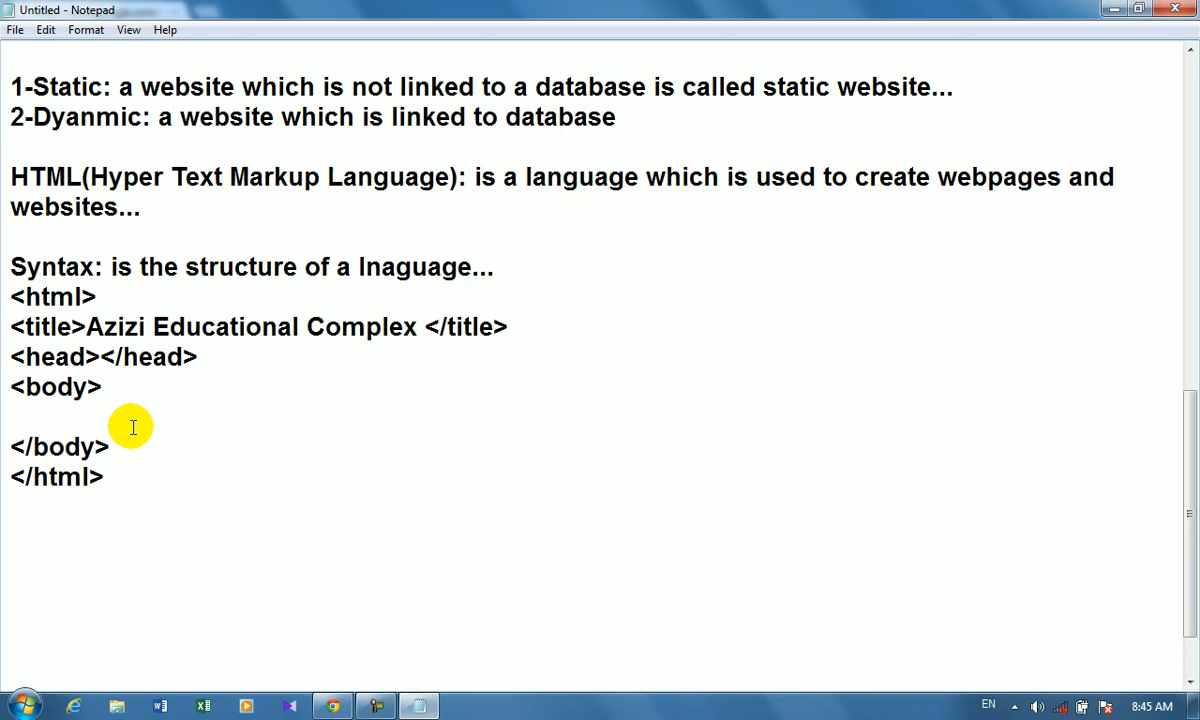 Untitled - Notepad
File Edit Format View Help
1-Static: a website which is not linked to a database is called static website...
2-Dyanmic: a website which is linked to database
HTML(Hyper Text Markup Language): is a language which is used to create webpages and
websites...
Syntax: is the structure of a lnaguage...
<html>
<title>Azizi Educational Complex </title>
<head></head>
<body>
</body>
</html>
EN 8:45 AM